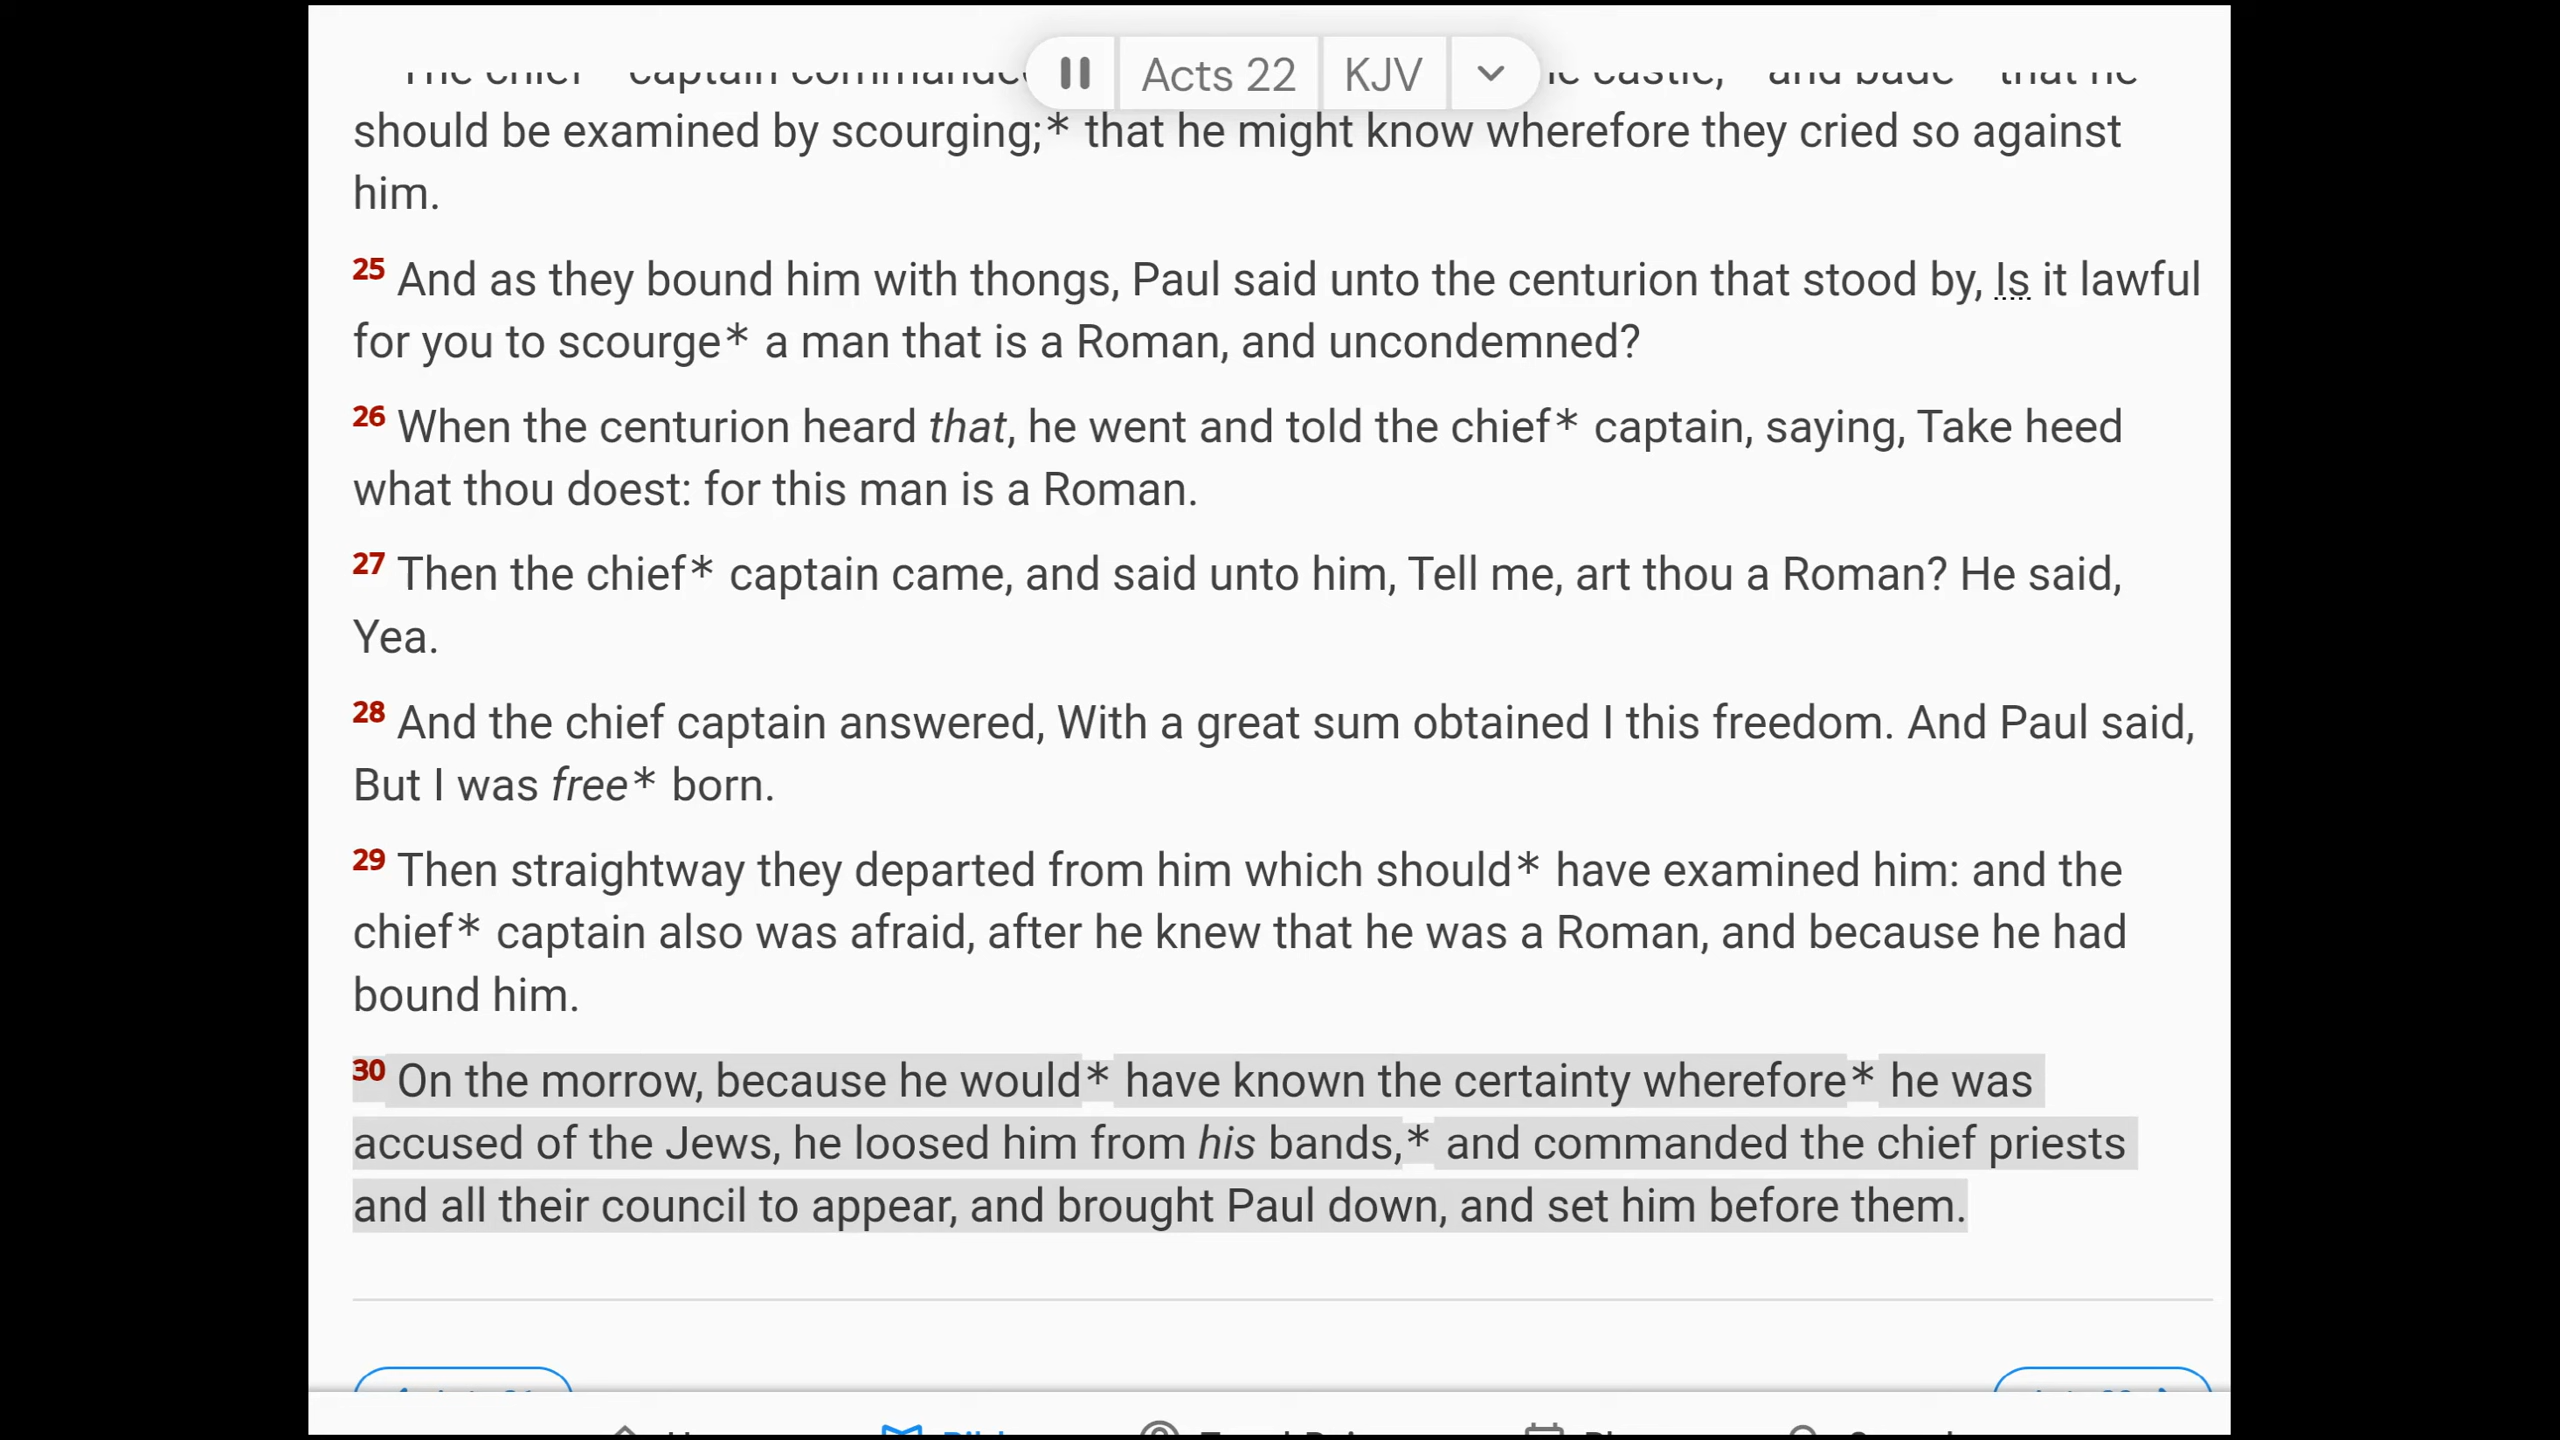 The chief* captain commanded
Acts 22 KJV
castle,* and bade* that he
should be examined by scourging;* that he might know wherefore they cried so against
him.
25 And as they bound him with thongs, Paul said unto the centurion that stood by, Is it lawful
for you to scourge* a man that is a Roman, and uncondemned?
26 When the centurion heard that, he went and told the chief* captain, saying, Take heed
what thou doest: for this man is a Roman.
27 Then the chief* captain came, and said unto him, Tell me, art thou a Roman? He said,
Yea.
28 And the chief captain answered, With a great sum obtained I this freedom. And Paul said,
But I was free* born.
29 Then straightway they departed from him which should* have examined him: and the
chief* captain also was afraid, after he knew that he was a Roman, and because he had
bound him.
30 On the morrow, because he would* have known the certainty wherefore* he was
accused of the Jews, he loosed him from his bands,* and commanded the chief priests
and all their council to appear, and brought Paul down, and set him before them.